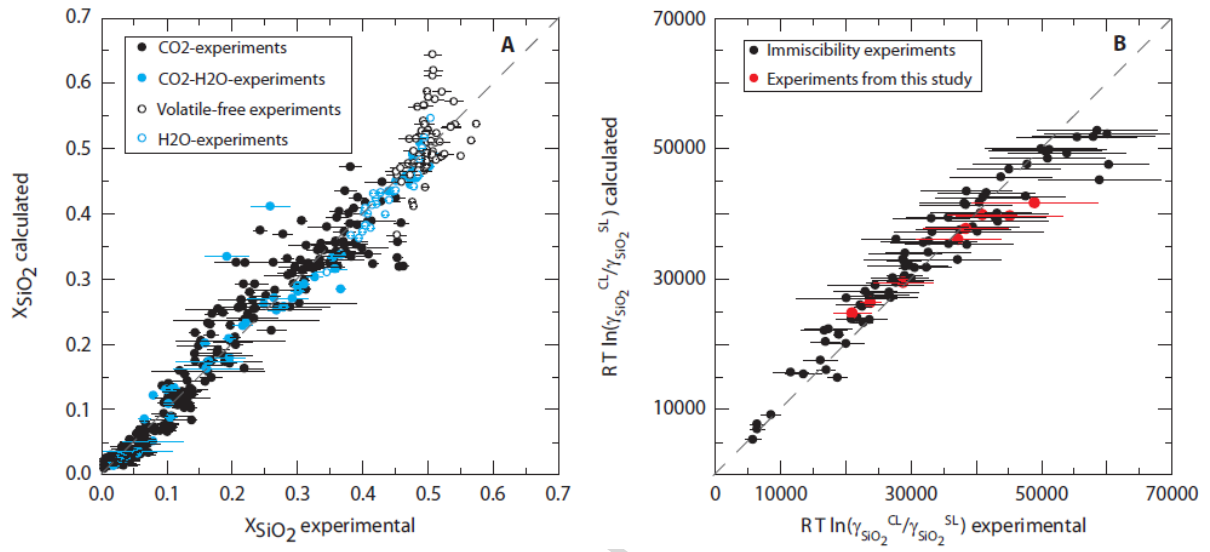 0.7
A
CO2-experiments
CO2-H2O-experiments
Volatile-free experiments
H2O-experiments
0.6
0.5
0.4
0.3
0.2
0.1
0.0
XSiO2 calculated
0.0 0.1 0.2 0.3 0.4 0.5 0.6 0.7
XSiO2 experimental
70000
B
Immiscibility experiments
Experiments from this study
50000
30000
10000
R T ln(γSiO2CL/γSiO2SL) calculated
0 10000 30000 50000 70000
R T ln(γSiO2CL/γSiO2SL) experimental